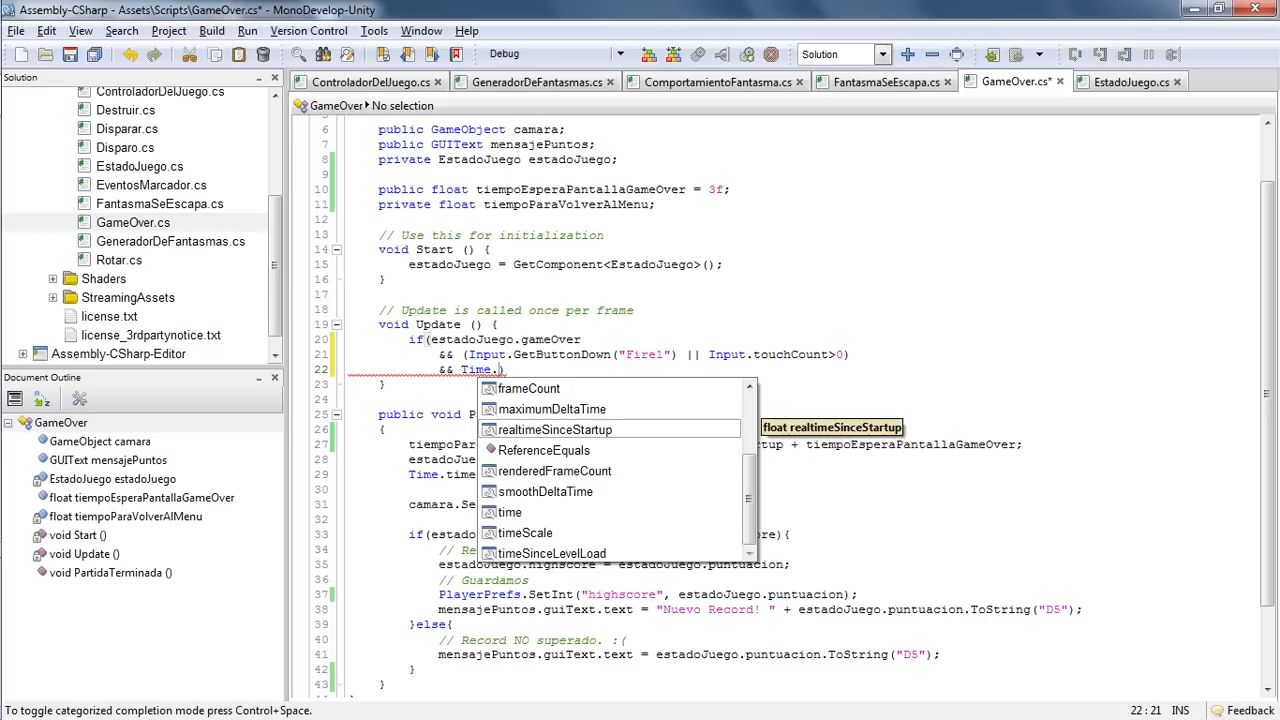 Assembly-CSharp - Assets\Scripts\GameOver.cs* - MonoDevelop-Unity
File Edit View Search Project Build Run Version Control Tools Window Help
Debug Solution
Solution
ControladorDelJuego.cs GeneradorDeFantasmas.cs ComportamientoFantasma.cs FantasmaSeEscapa.cs GameOver.cs* EstadoJuego.cs
GameOver No selection
ControladorDelJuego.cs
Destruir.cs
Disparar.cs
Disparo.cs
EstadoJuego.cs
EventosMarcador.cs
FantasmaSeEscapa.cs
GameOver.cs
GeneradorDeFantasmas.cs
Rotar.cs
Shaders
StreamingAssets
license.txt
license_3rdpartynotice.txt
Assembly-CSharp-Editor
Document Outline
GameOver
GameObject camara
GUIText mensajePuntos
EstadoJuego estadoJuego
float tiempoEsperaPantallaGameOver
float tiempoParaVolverAlMenu
void Start ()
void Update ()
void PartidaTerminada ()
6 public GameObject camara;
7 public GUIText mensajePuntos;
8 private EstadoJuego estadoJuego;
9
10 public float tiempoEsperaPantallaGameOver = 3f;
11 private float tiempoParaVolverAlMenu;
12
13 // Use this for initialization
14 void Start () {
15 estadoJuego = GetComponent<EstadoJuego>();
16 }
17
18 // Update is called once per frame
19 void Update () {
20 if(estadoJuego.gameOver
21 && (Input.GetButtonDown("Fire1") || Input.touchCount>0)
22 && Time.)
23 }
24
25 public void P
26 {
27 tiempoPar rtup + tiempoEsperaPantallaGameOver;
28 estadoJue
29 Time.time
30
31 camara.Se
32
33 if(estado ore){
34 // Re
35 estadoJuego.highscore = estadoJuego.puntuacion;
36 // Guardamos
37 PlayerPrefs.SetInt("highscore", estadoJuego.puntuacion);
38 mensajePuntos.guiText.text = "Nuevo Record! " + estadoJuego.puntuacion.ToString("D5");
39 }else{
40 // Record NO superado. :(
41 mensajePuntos.guiText.text = estadoJuego.puntuacion.ToString("D5");
42 }
43 }
frameCount
maximumDeltaTime
realtimeSinceStartup
ReferenceEquals
renderedFrameCount
smoothDeltaTime
time
timeScale
timeSinceLevelLoad
float realtimeSinceStartup
To toggle categorized completion mode press Control+Space. 22 : 21 INS Feedback